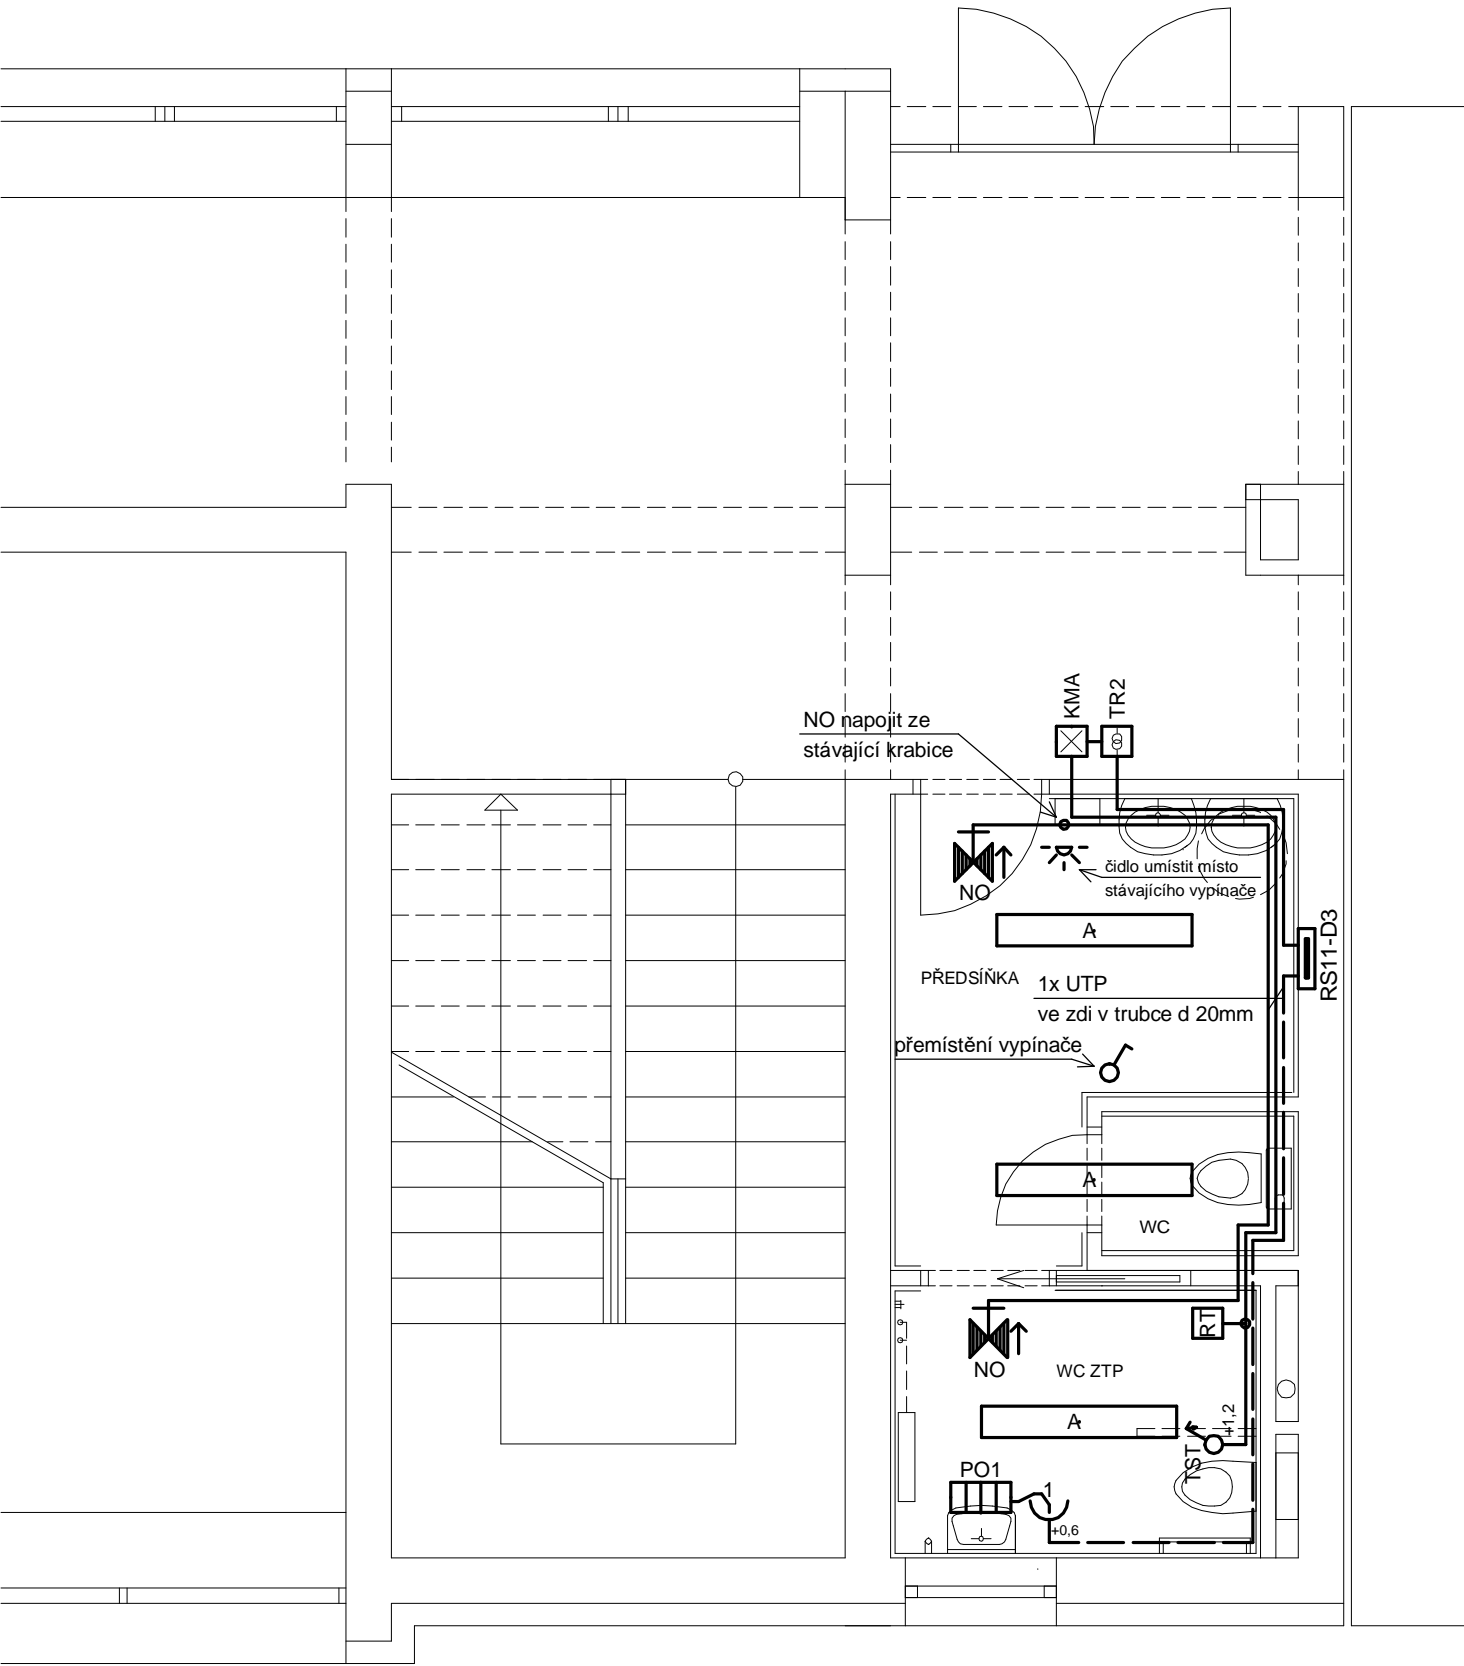 KMA
TR2
NO napojit ze
stávající krabice
čidlo umístit místo
stávajícího vypínače
NO
A
RS11-D3
PŘEDSÍŇKA
1x UTP
ve zdi v trubce d 20mm
přemístění vypínače
A
WC
RT
NO
WC ZTP
A
+1,2
TST
PO1
1
+0,6